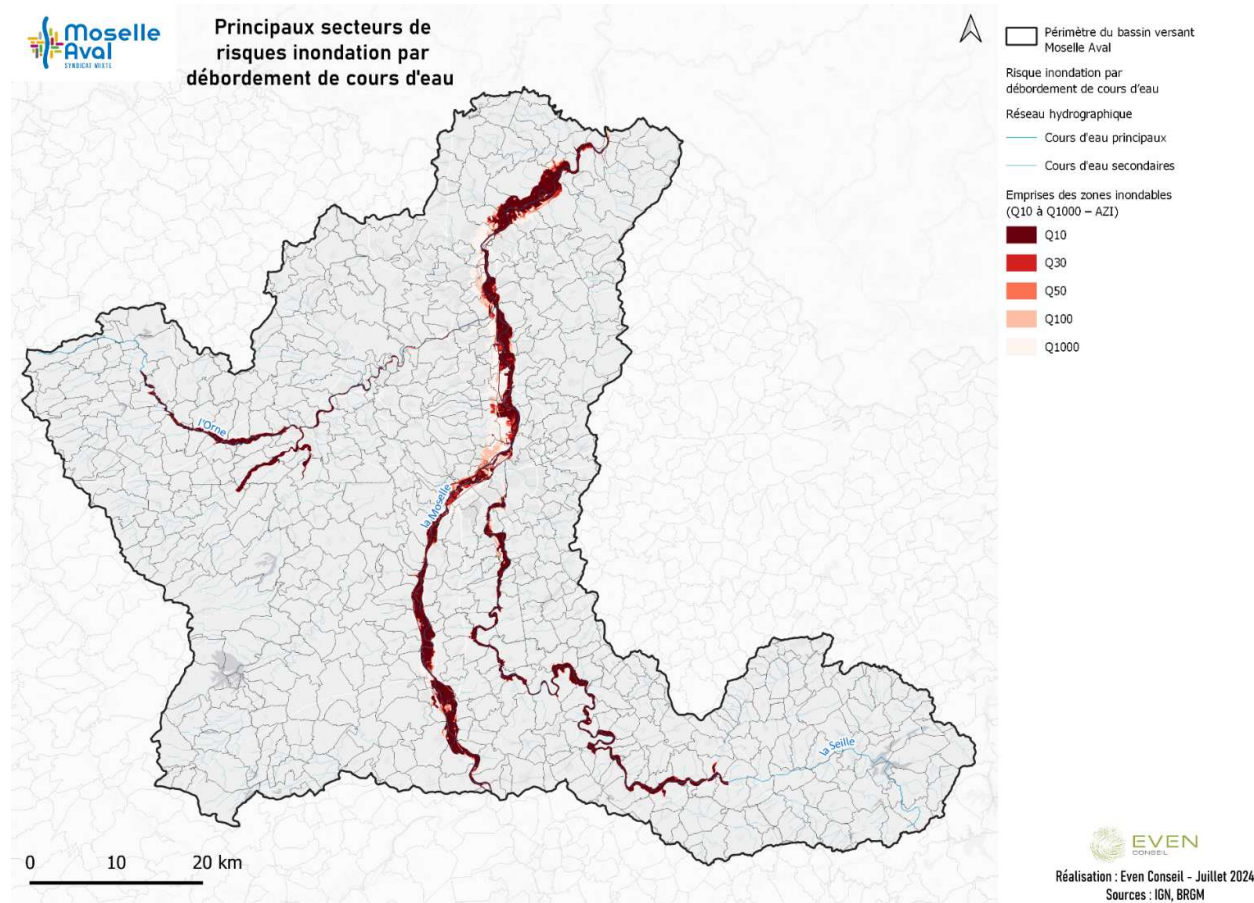 Moselle
Aval
SYNDICAT MIXTE
Principaux secteurs de
risques inondation par
débordement de cours d'eau
Périmètre du bassin versant
Moselle Aval
Risque inondation par
débordement de cours d'eau
Réseau hydrographique
Cours d'eau principaux
Cours d'eau secondaires
Emprises des zones inondables
(Q10 à Q1000 – AZI)
Q10
Q30
Q50
Q100
Q1000
l'Orne
la Moselle
la Seille
0 10 20 km
EVEN
CONSEIL
Réalisation : Even Conseil - Juillet 2024
Sources : IGN, BRGM